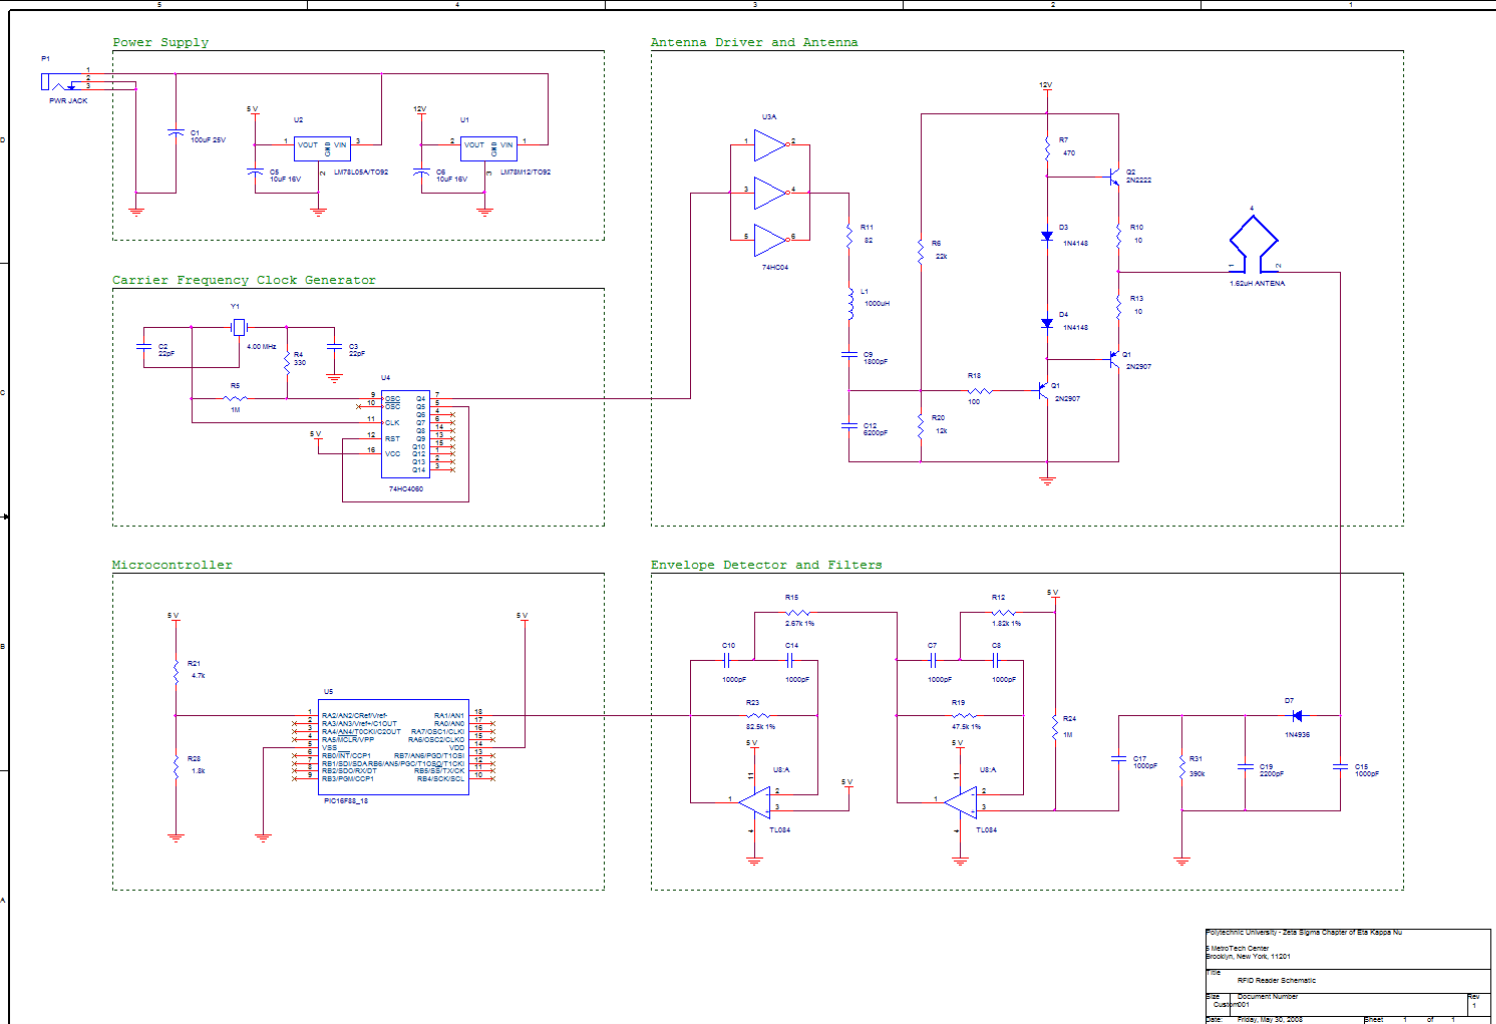 5 4 3 2 1
Power Supply
P1
1
2
3
PWR JACK
C1
100uF 25V
5 V
U2
1 VOUT VIN 3
GND
2
LM78L05A/TO92
C5
10uF 16V
12V
U1
2 VOUT VIN 1
GND
3
LM78M12/TO92
C6
10uF 16V
Antenna Driver and Antenna
U3A
1 2
3 4
5 6
74HC04
R11
82
L1
1000uH
C9
1800pF
C12
6200pF
R6
22k
R20
12k
R18
100
12V
R7
470
D3
1N4148
D4
1N4148
Q1
2N2907
Q2
2N2222
R10
10
R13
10
Q1
2N2907
4
1 2
1.62uH ANTENA
Carrier Frequency Clock Generator
Y1
4.00 MHz
C2
22pF
R4
330
C3
22pF
R5
1M
5 V
U4
9 OSC Q4 7
10 OSC Q5 5
Q6 4
11 CLK Q7 6
Q8 14
12 RST Q9 13
Q10 15
16 VCC Q12 1
Q13 2
Q14 3
74HC4060
Microcontroller
5 V
R21
4.7k
R28
1.8k
5 V
U5
1 RA2/AN2/CRef/Vref- RA1/AN1 18
2 RA3/AN3/Vref+/C1OUT RA0/AN0 17
3 RA4/AN4/T0CKI/C2OUT RA7/OSC1/CLKI 16
4 RA5/MCLR/VPP RA6/OSC2/CLKO 15
5 VSS VDD 14
6 RB0/INT/CCP1 RB7/AN6/PGD/T1OSI 13
7 RB1/SDI/SDA RB6/AN5/PGC/T1OSO/T1CKI 12
8 RB2/SDO/RX/DT RB5/SS/TX/CK 11
9 RB3/PGM/CCP1 RB4/SCK/SCL 10
PIC16F88_18
Envelope Detector and Filters
R15
2.67k 1%
C10
1000pF
C14
1000pF
R23
82.5k 1%
5 V
U8:A
11
1
2
3
4
TL084
5 V
R12
1.82k 1%
C7
1000pF
C8
1000pF
R19
47.5k 1%
5 V
U8:A
11
1
2
3
4
TL084
5 V
R24
1M
C17
1000pF
R31
390k
C19
2200pF
D7
1N4936
C15
1000pF
D
C
B
A
Polytechnic University - Zeta Sigma Chapter of Eta Kappa Nu
5 MetroTech Center
Brooklyn, New York, 11201
Title
RFID Reader Schematic
Size Document Number Rev
Custom 001 1
Date: Friday, May 30, 2008 Sheet 1 of 1